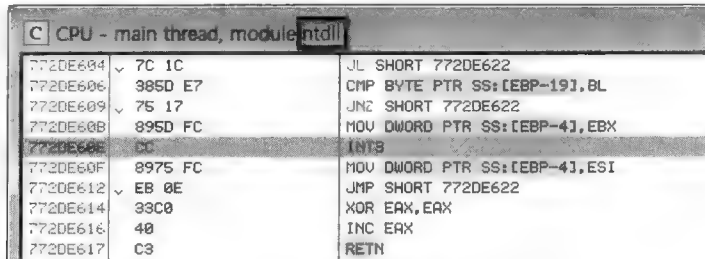 C CPU - main thread, module ntdll
772DE604 ⌄ 7C 1C JL SHORT 772DE622
772DE606 385D E7 CMP BYTE PTR SS:[EBP-19],BL
772DE609 ⌄ 75 17 JNZ SHORT 772DE622
772DE60B 895D FC MOV DWORD PTR SS:[EBP-4],EBX
772DE60E CC INT3
772DE60F 8975 FC MOV DWORD PTR SS:[EBP-4],ESI
772DE612 ⌄ EB 0E JMP SHORT 772DE622
772DE614 33C0 XOR EAX,EAX
772DE616 40 INC EAX
772DE617 C3 RETN